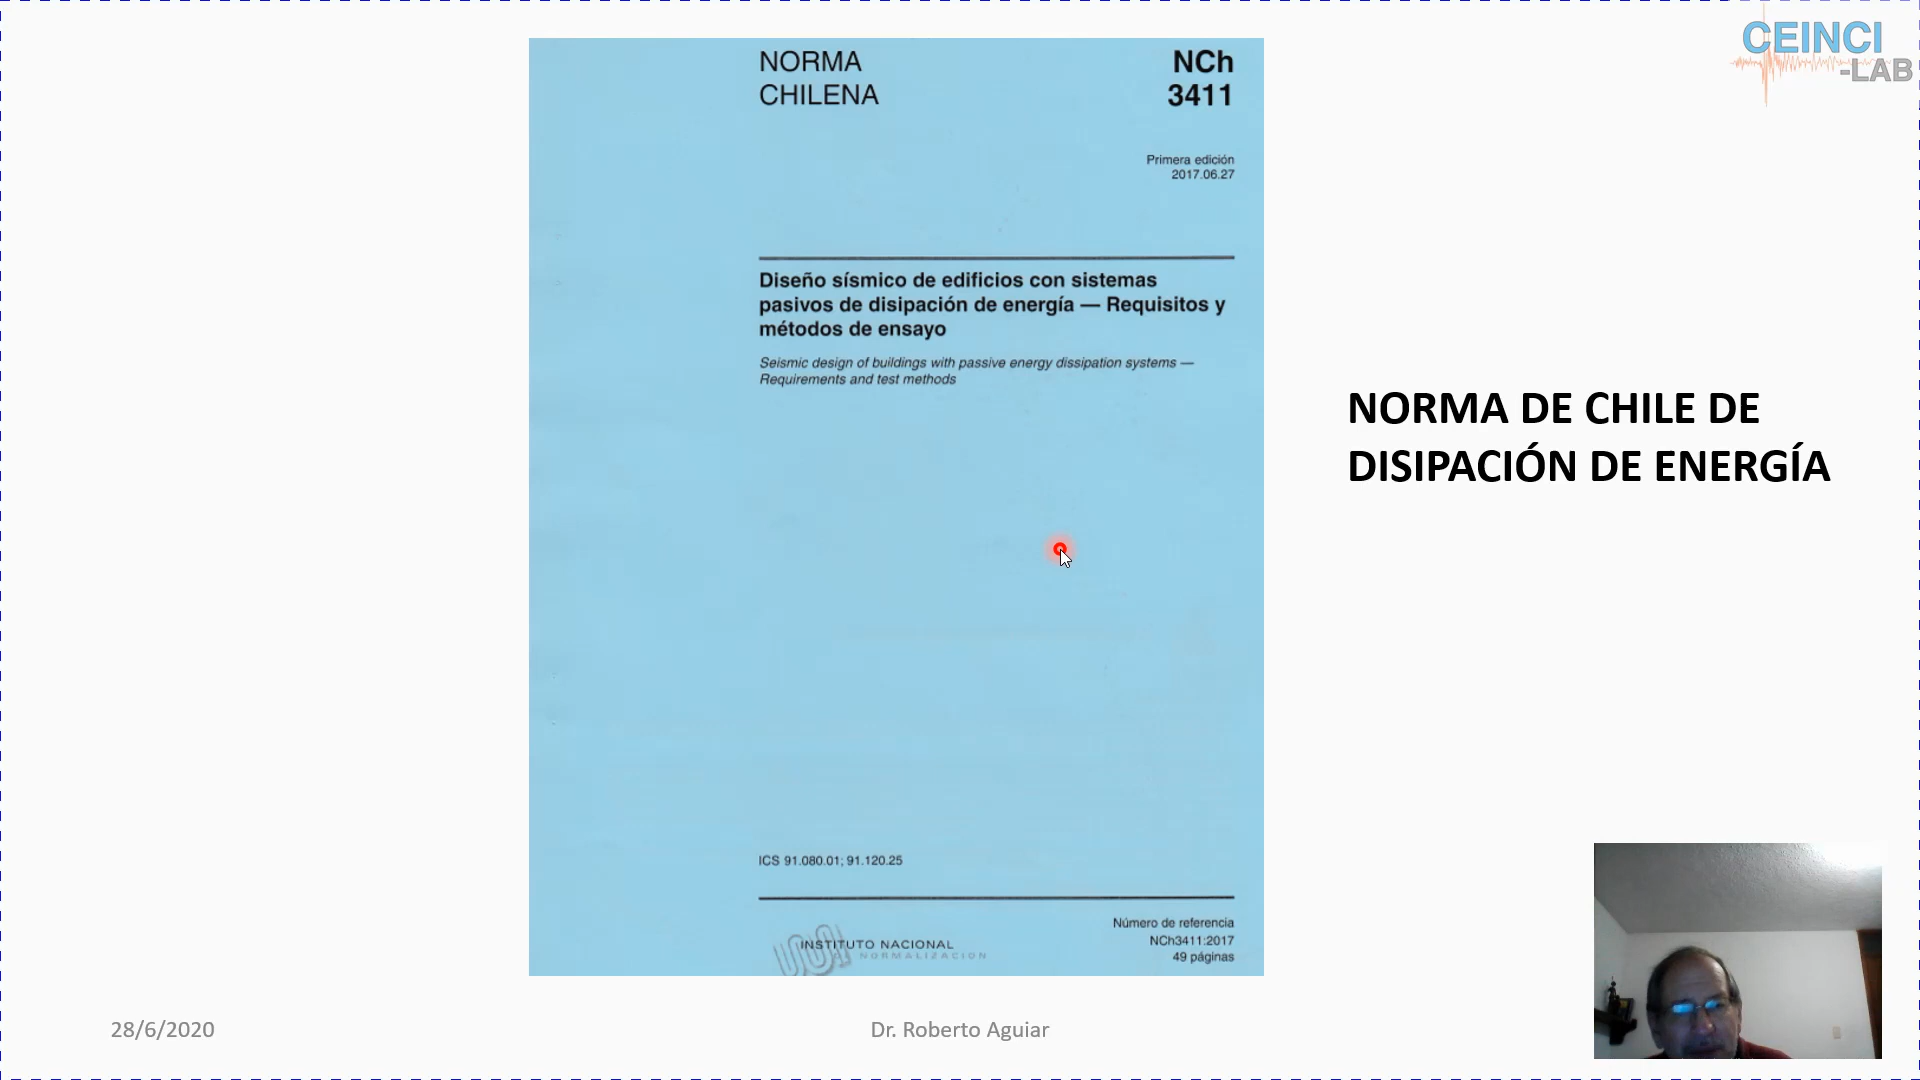 CEINCI
-LAB
NORMA
CHILENA
NCh
3411
Primera edición
2017.06.27
Diseño sísmico de edificios con sistemas
pasivos de disipación de energía — Requisitos y
métodos de ensayo
Seismic design of buildings with passive energy dissipation systems —
Requirements and test methods
ICS 91.080.01; 91.120.25
INSTITUTO NACIONAL
NORMALIZACION
Número de referencia
NCh3411:2017
49 páginas
NORMA DE CHILE DE
DISIPACIÓN DE ENERGÍA
28/6/2020
Dr. Roberto Aguiar